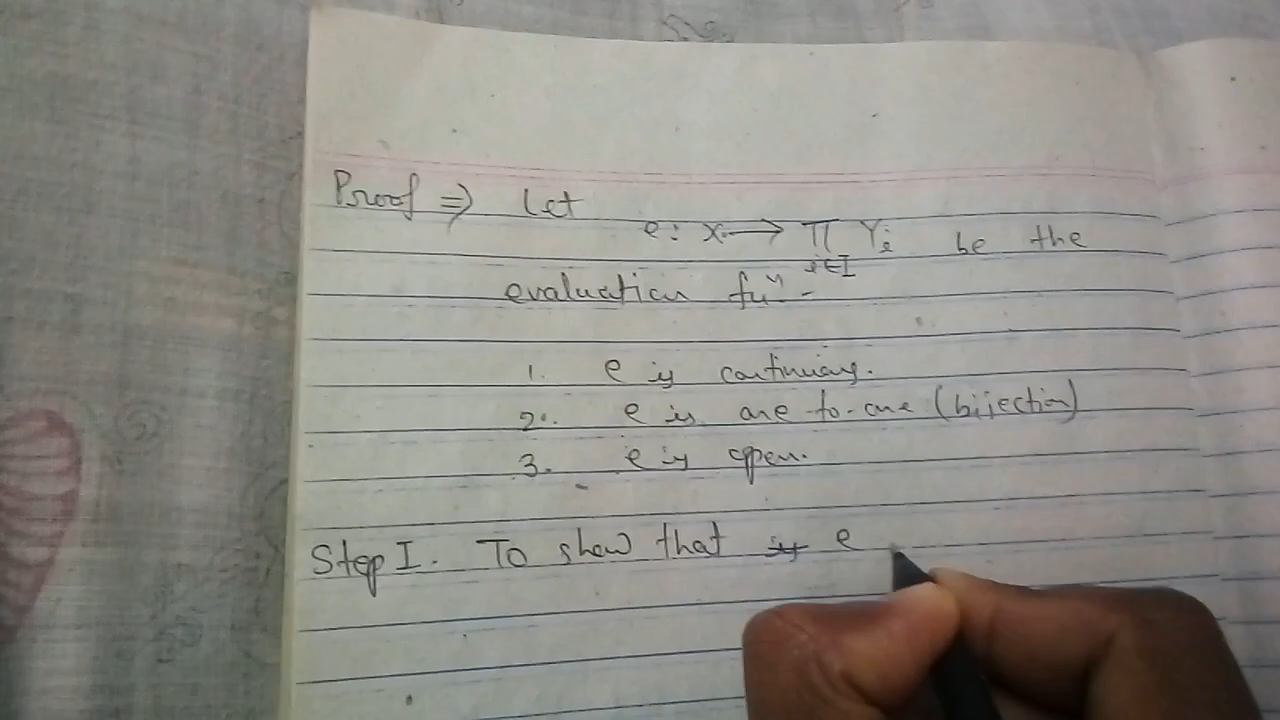 Proof ⇒ Let
e: X → ∏ Yᵢ be the
i∈I
evaluation fuⁿ -
1. e is continuous.
2. e is one-to-one (bijection)
3. e is open.
Step I. To show that e